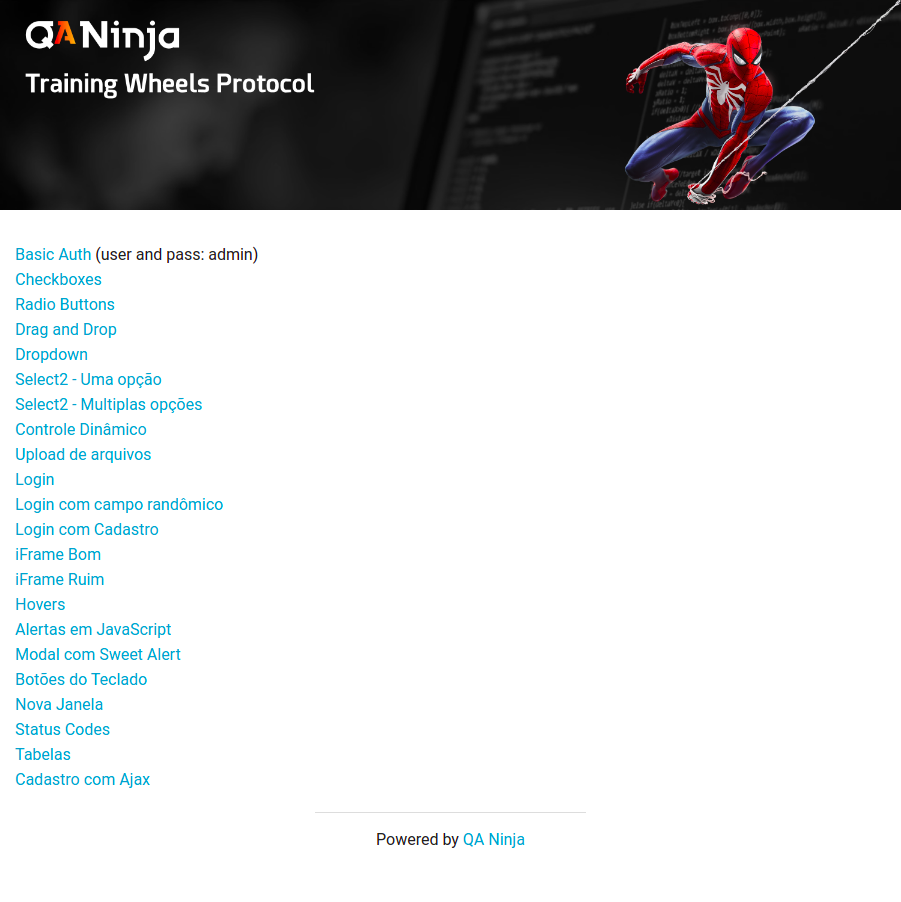 QA Ninja
Training Wheels Protocol
Basic Auth (user and pass: admin)
Checkboxes
Radio Buttons
Drag and Drop
Dropdown
Select2 - Uma opção
Select2 - Multiplas opções
Controle Dinâmico
Upload de arquivos
Login
Login com campo randômico
Login com Cadastro
iFrame Bom
iFrame Ruim
Hovers
Alertas em JavaScript
Modal com Sweet Alert
Botões do Teclado
Nova Janela
Status Codes
Tabelas
Cadastro com Ajax
Powered by QA Ninja